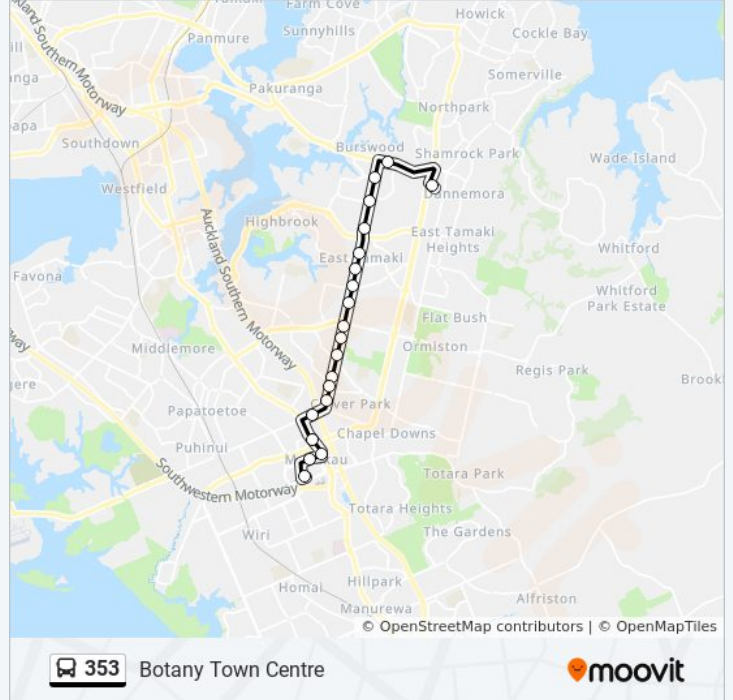 Farm Cove
Howick
Sunnyhills
Cockle Bay
Panmure
Somerville
Pakuranga
Northpark
Auckland Southern Motorway
Southdown
Burswood
Shamrock Park
Wade Island
Westfield
Dannemora
Highbrook
East Tamaki
Heights
Whitford
East Tamaki
Favona
Whitford
Park Estate
Flat Bush
Middlemore
Ormiston
Regis Park
Papatoetoe
Chapel Downs
Puhinui
Totara Park
Southwestern Motorway
Totara Heights
Wiri
The Gardens
Homai
Hillpark
Alfriston
Manurewa
© OpenStreetMap contributors | © OpenMapTiles
353 Botany Town Centre
moovit